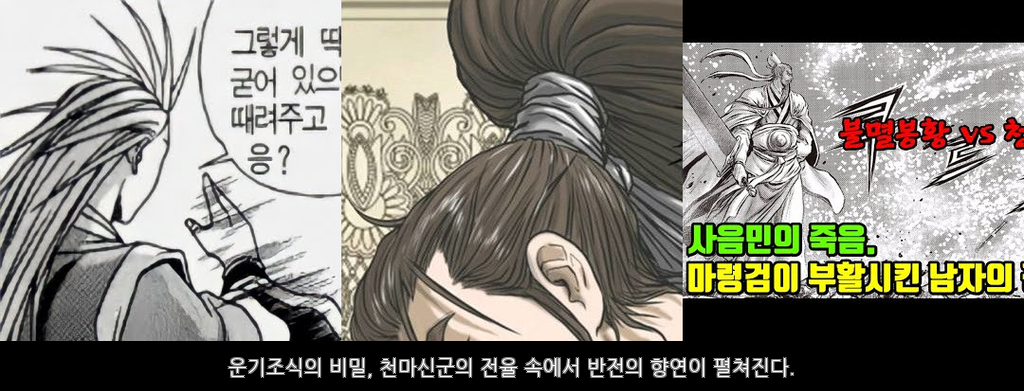 그렇게 딱
굳어 있으
때려주고
응?
불멸봉황 VS 천
사음민의 죽음.
마령검이 부활시킨 남자의
운기조식의 비밀, 천마신군의 전율 속에서 반전의 향연이 펼쳐진다.